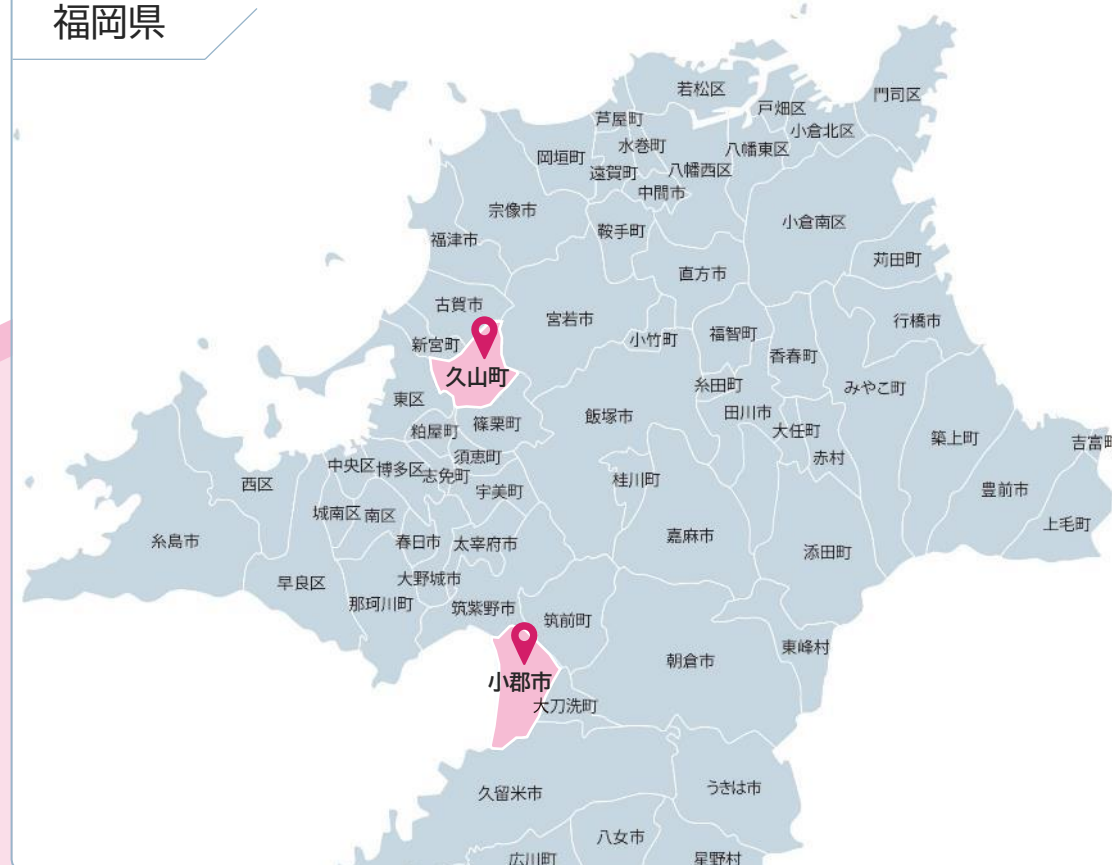 福岡県
若松区
門司区
戸畑区
芦屋町
小倉北区
水巻町
八幡東区
岡垣町
遠賀町
八幡西区
中間市
宗像市
小倉南区
鞍手町
福津市
苅田町
直方市
古賀市
宮若市
行橋市
小竹町
福智町
新宮町
香春町
久山町
糸田町
みやこ町
東区
飯塚市
田川市
篠栗町
粕屋町
大任町
築上町
吉富町
須恵町
赤村
中央区
博多区
志免町
桂川町
西区
宇美町
豊前市
城南区
南区
上毛町
嘉麻市
糸島市
春日市
太宰府市
添田町
大野城市
早良区
那珂川町
筑紫野市
筑前町
東峰村
朝倉市
小郡市
大刀洗町
うきは市
久留米市
八女市
広川町
星野村